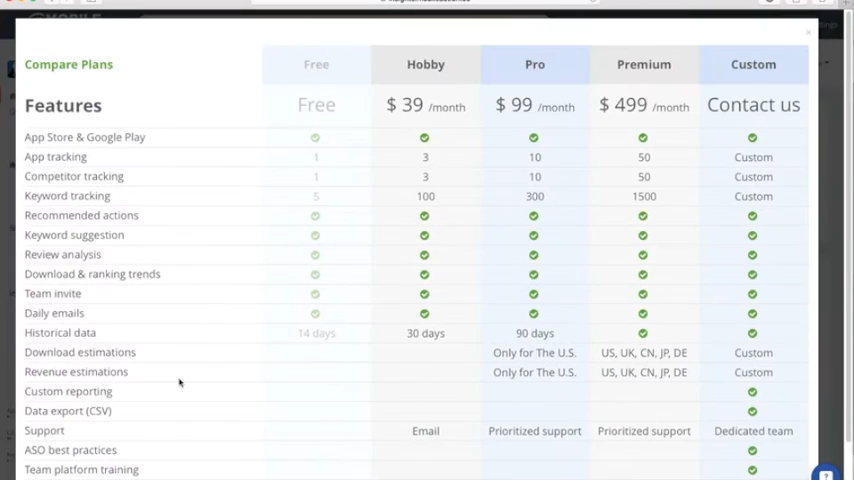 Compare Plans Free Hobby Pro Premium Custom
Features Free $ 39 /month $ 99 /month $ 499 /month Contact us
App Store & Google Play
App tracking 1 3 10 50 Custom
Competitor tracking 1 3 10 50 Custom
Keyword tracking 5 100 300 1500 Custom
Recommended actions
Keyword suggestion
Review analysis
Download & ranking trends
Team invite
Daily emails
Historical data 14 days 30 days 90 days
Download estimations Only for The U.S. US, UK, CN, JP, DE Custom
Revenue estimations Only for The U.S. US, UK, CN, JP, DE Custom
Custom reporting
Data export (CSV)
Support Email Prioritized support Prioritized support Dedicated team
ASO best practices
Team platform training